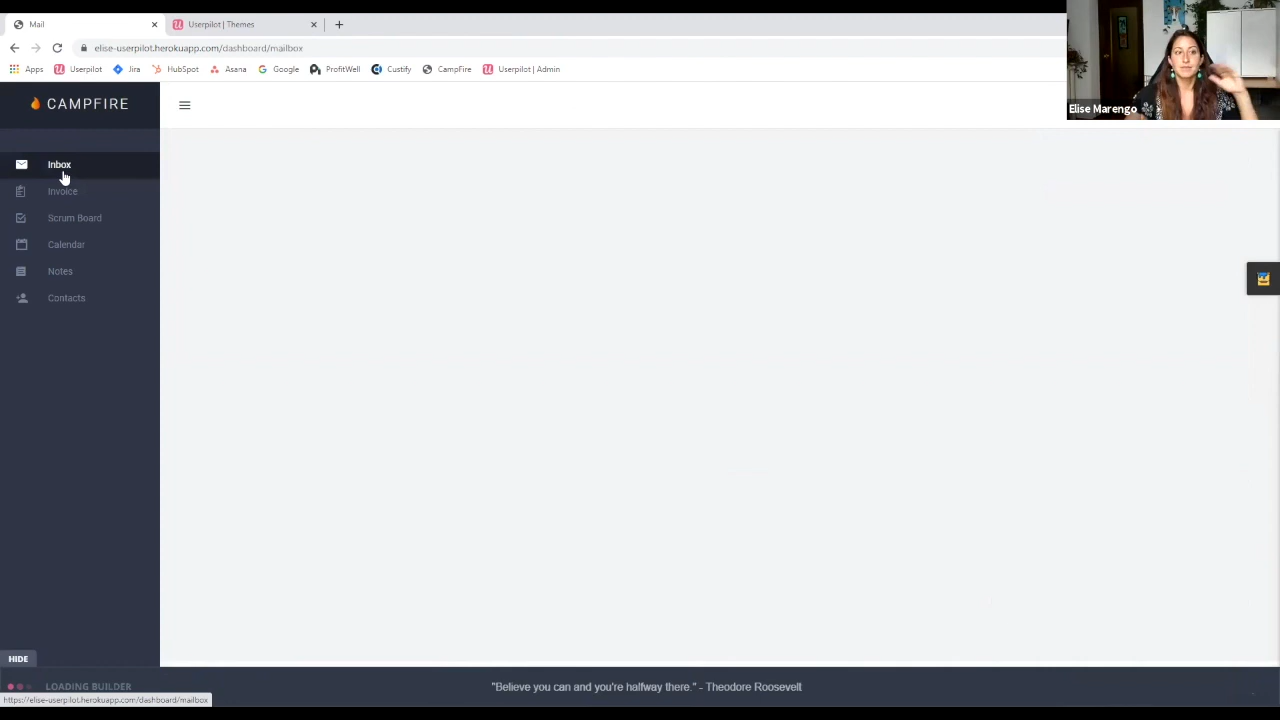 Mail
Userpilot | Themes
elise-userpilot.herokuapp.com/dashboard/mailbox
Apps
Userpilot
Jira
HubSpot
Asana
Google
ProfitWell
Custify
CampFire
Userpilot | Admin
Elise Marengo
CAMPFIRE
Inbox
Invoice
Scrum Board
Calendar
Notes
Contacts
HIDE
LOADING BUILDER
"Believe you can and you're halfway there." - Theodore Roosevelt
https://elise-userpilot.herokuapp.com/dashboard/mailbox